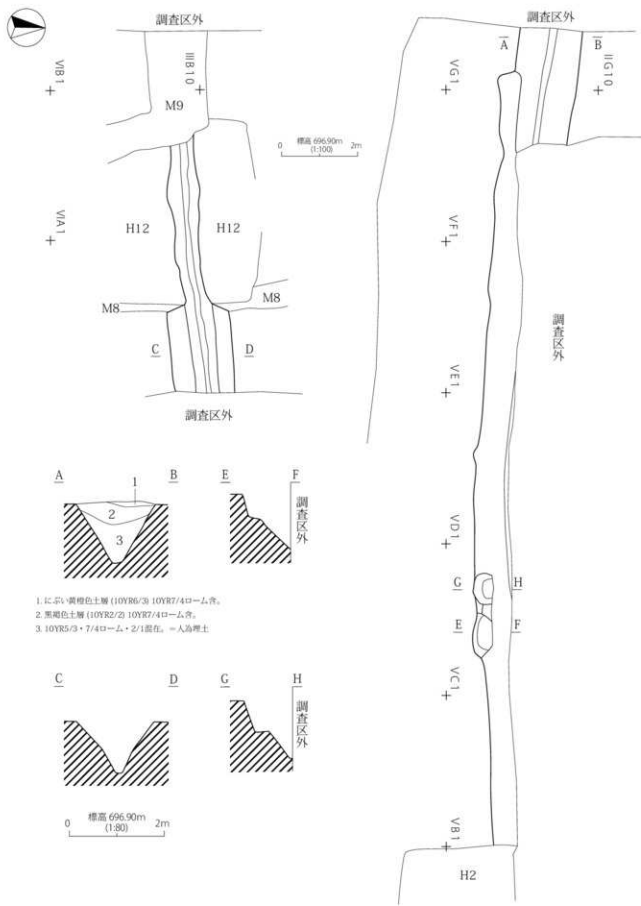 調査区外
ⅥB1
ⅢB10
M9
標高 696.90m
0 (1:100) 2m
ⅥA1
H12
H12
M8
M8
C
D
調査区外
調査区外
A
B
ⅤG1
ⅡG10
ⅤF1
調査区外
ⅤE1
ⅤD1
G
H
E
F
ⅤC1
ⅤB1
H2
A
B
1
2
3
E
F
調査区外
1. にぶい黄橙色土層 (10YR6/3) 10YR7/4ローム含。
2. 黒褐色土層 (10YR2/2) 10YR7/4ローム含。
3. 10YR5/3・7/4ローム・2/1混在。=人為埋土
C
D
G
H
調査区外
標高 696.90m
0 (1:80) 2m